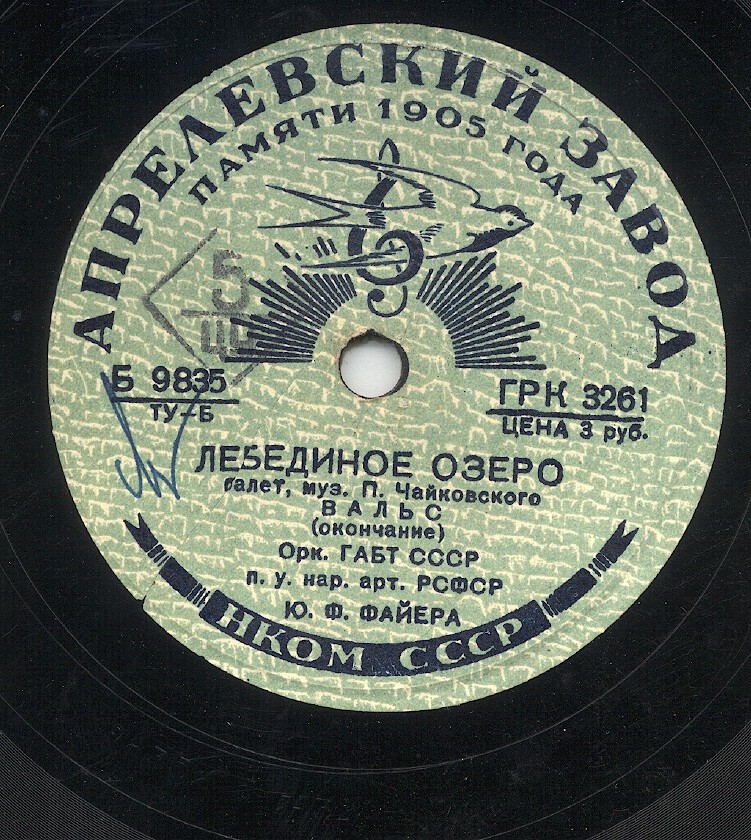 АПРЕЛЕВСКИЙ ЗАВОД
ПАМЯТИ 1905 ГОДА
5
Б 9835
ТУ-Б
ГРК 3261
ЦЕНА 3 руб.
ЛЕБЕДИНОЕ ОЗЕРО
балет, муз. П. Чайковского
ВАЛЬС
(окончание)
Орк. ГАБТ СССР
п. у. нар. арт. РСФСР
Ю. Ф. ФАЙЕРА
НКОМ СССР